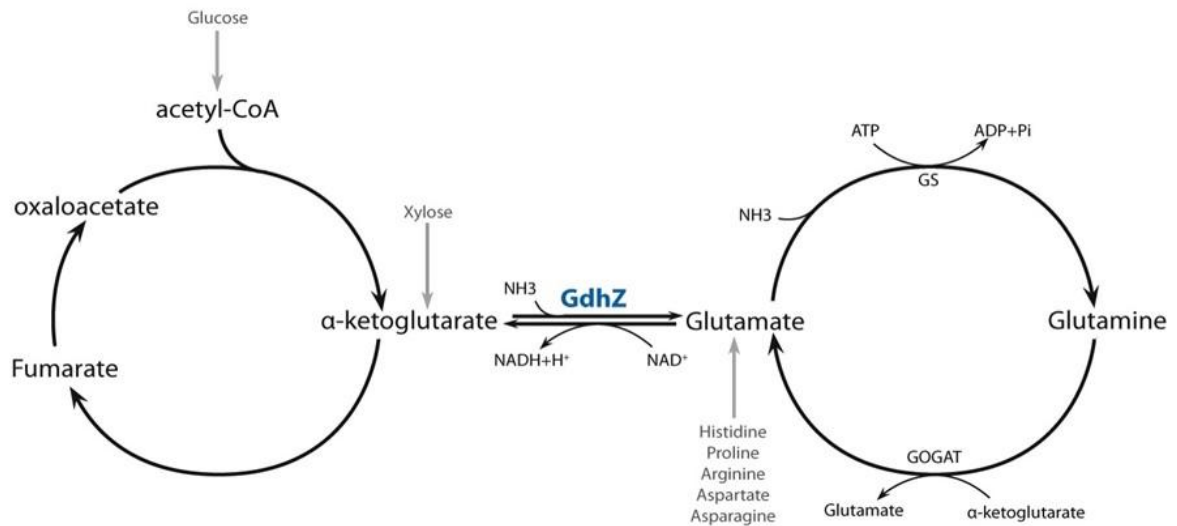 Glucose
acetyl-CoA
oxaloacetate
Fumarate
Xylose
α-ketoglutarate
NH3
GdhZ
NADH+H⁺
NAD⁺
Glutamate
Histidine
Proline
Arginine
Aspartate
Asparagine
ATP
ADP+Pi
GS
NH3
Glutamine
GOGAT
Glutamate
α-ketoglutarate